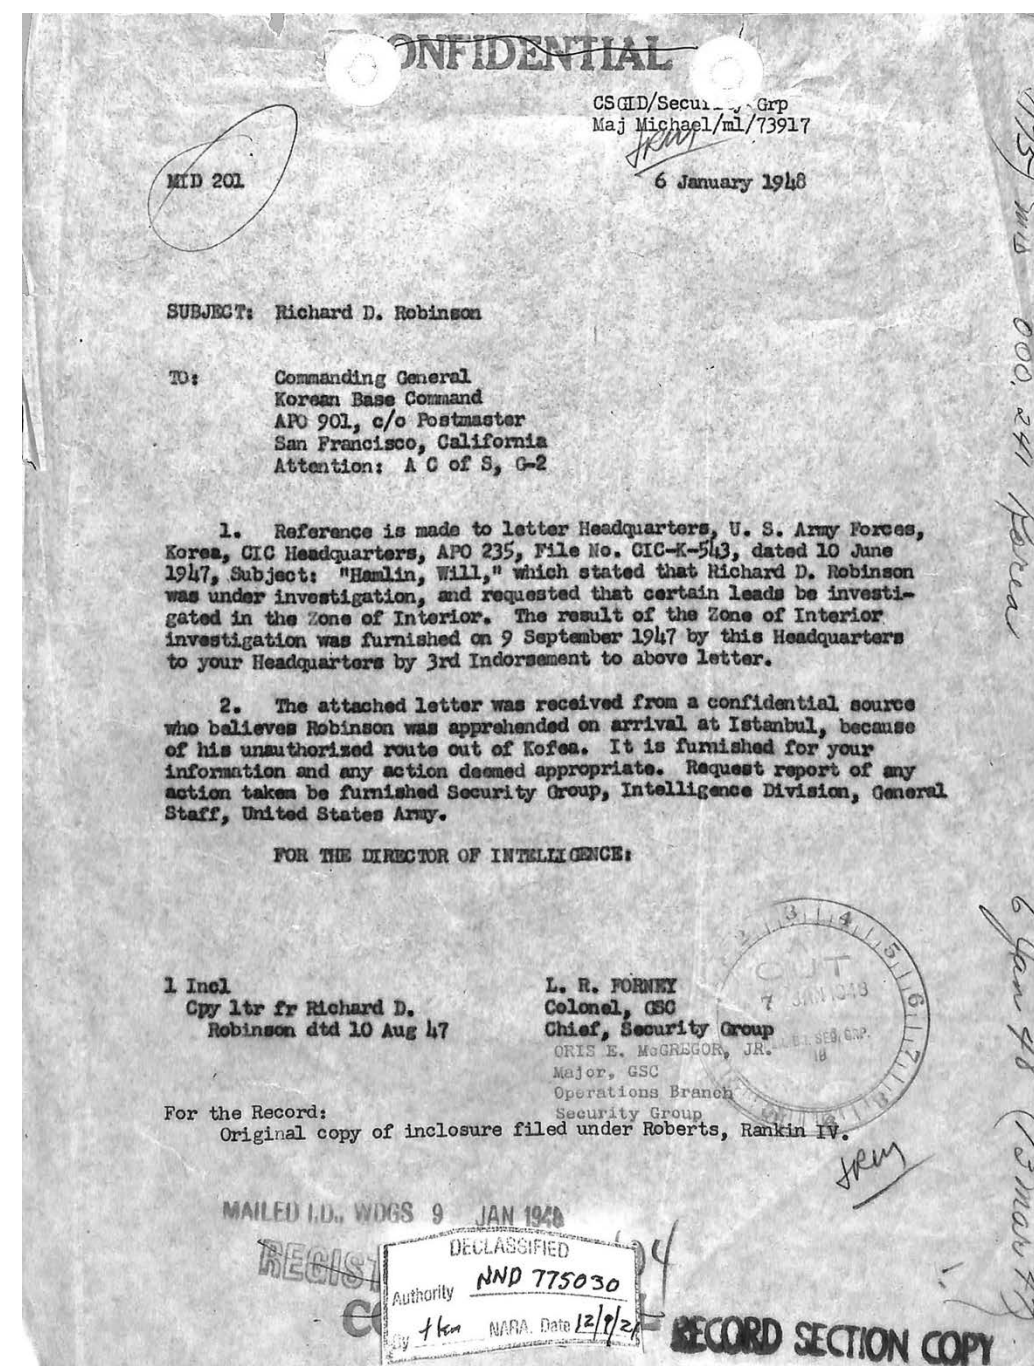 CONFIDENTIAL
CSGID/Security Grp
Maj Michael/ml/73917
JRM
MID 201
6 January 1948
SUBJECT: Richard D. Robinson
TO: Commanding General
Korean Base Command
APO 901, c/o Postmaster
San Francisco, California
Attention: A C of S, G-2
1. Reference is made to letter Headquarters, U. S. Army Forces,
Korea, CIC Headquarters, APO 235, File No. CIC-K-543, dated 10 June
1947, Subject: "Hamlin, Will," which stated that Richard D. Robinson
was under investigation, and requested that certain leads be investi-
gated in the Zone of Interior. The result of the Zone of Interior
investigation was furnished on 9 September 1947 by this Headquarters
to your Headquarters by 3rd Indorsement to above letter.
2. The attached letter was received from a confidential source
who believes Robinson was apprehended on arrival at Istanbul, because
of his unauthorized route out of Kofea. It is furnished for your
information and any action deemed appropriate. Request report of any
action taken be furnished Security Group, Intelligence Division, General
Staff, United States Army.
FOR THE DIRECTOR OF INTELLIGENCE:
1 Incl
Cpy ltr fr Richard D.
Robinson dtd 10 Aug 47
L. R. FORNEY
Colonel, GSC
Chief, Security Group
ORIS E. McGREGOR, JR.
Major, GSC
Operations Branch
Security Group
OUT
7 JAN 1948
For the Record:
Original copy of inclosure filed under Roberts, Rankin IV.
JRM
MAILED I.D., WDGS 9 JAN 1948
DECLASSIFIED
Authority NND 775030
By NARA, Date 12/9/21
RECORD SECTION COPY
000.241 Korea
6 Jan 48